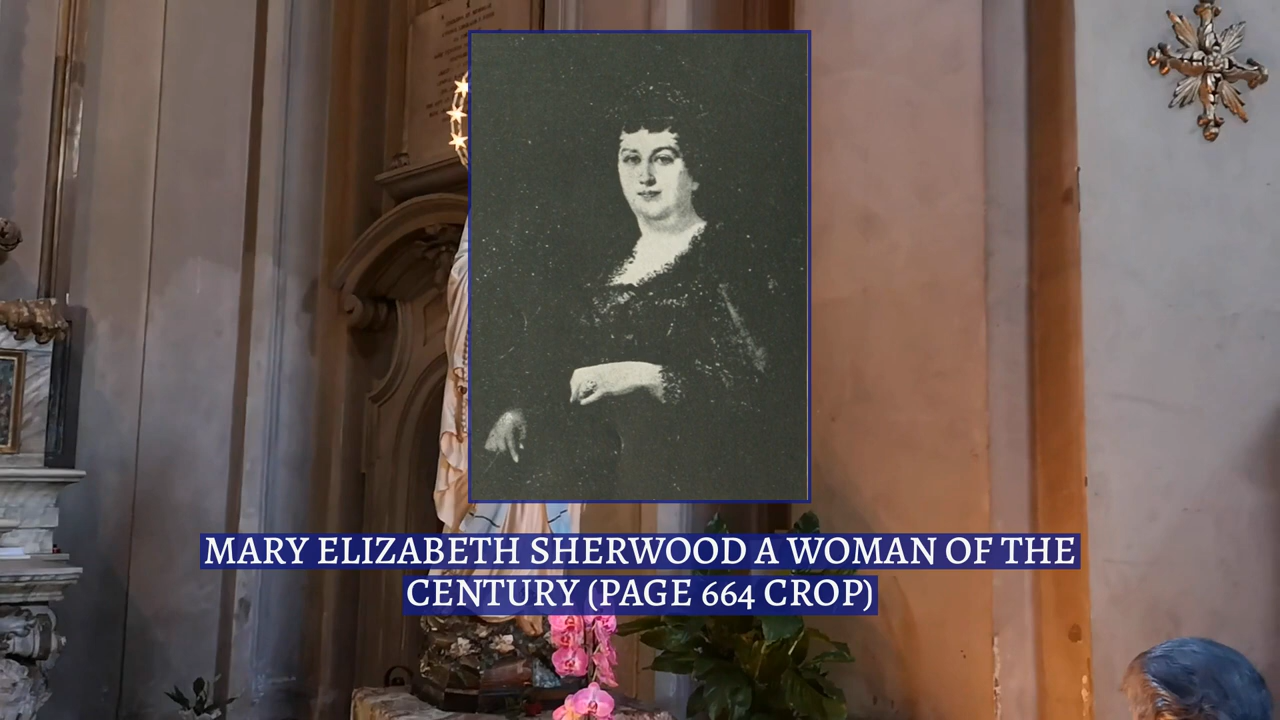 MARY ELIZABETH SHERWOOD A WOMAN OF THE
CENTURY (PAGE 664 CROP)